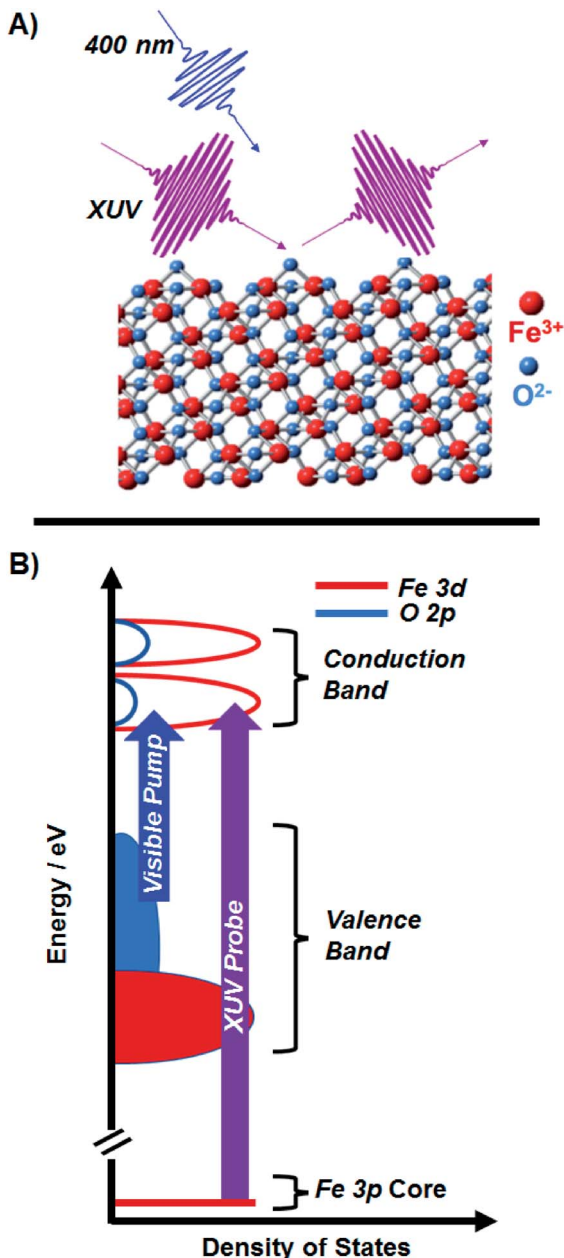 A)
400 nm
XUV
Fe³⁺
O²⁻
B)
Fe 3d
O 2p
Conduction
Band
Visible Pump
XUV Probe
Energy / eV
Valence
Band
Fe 3p Core
Density of States